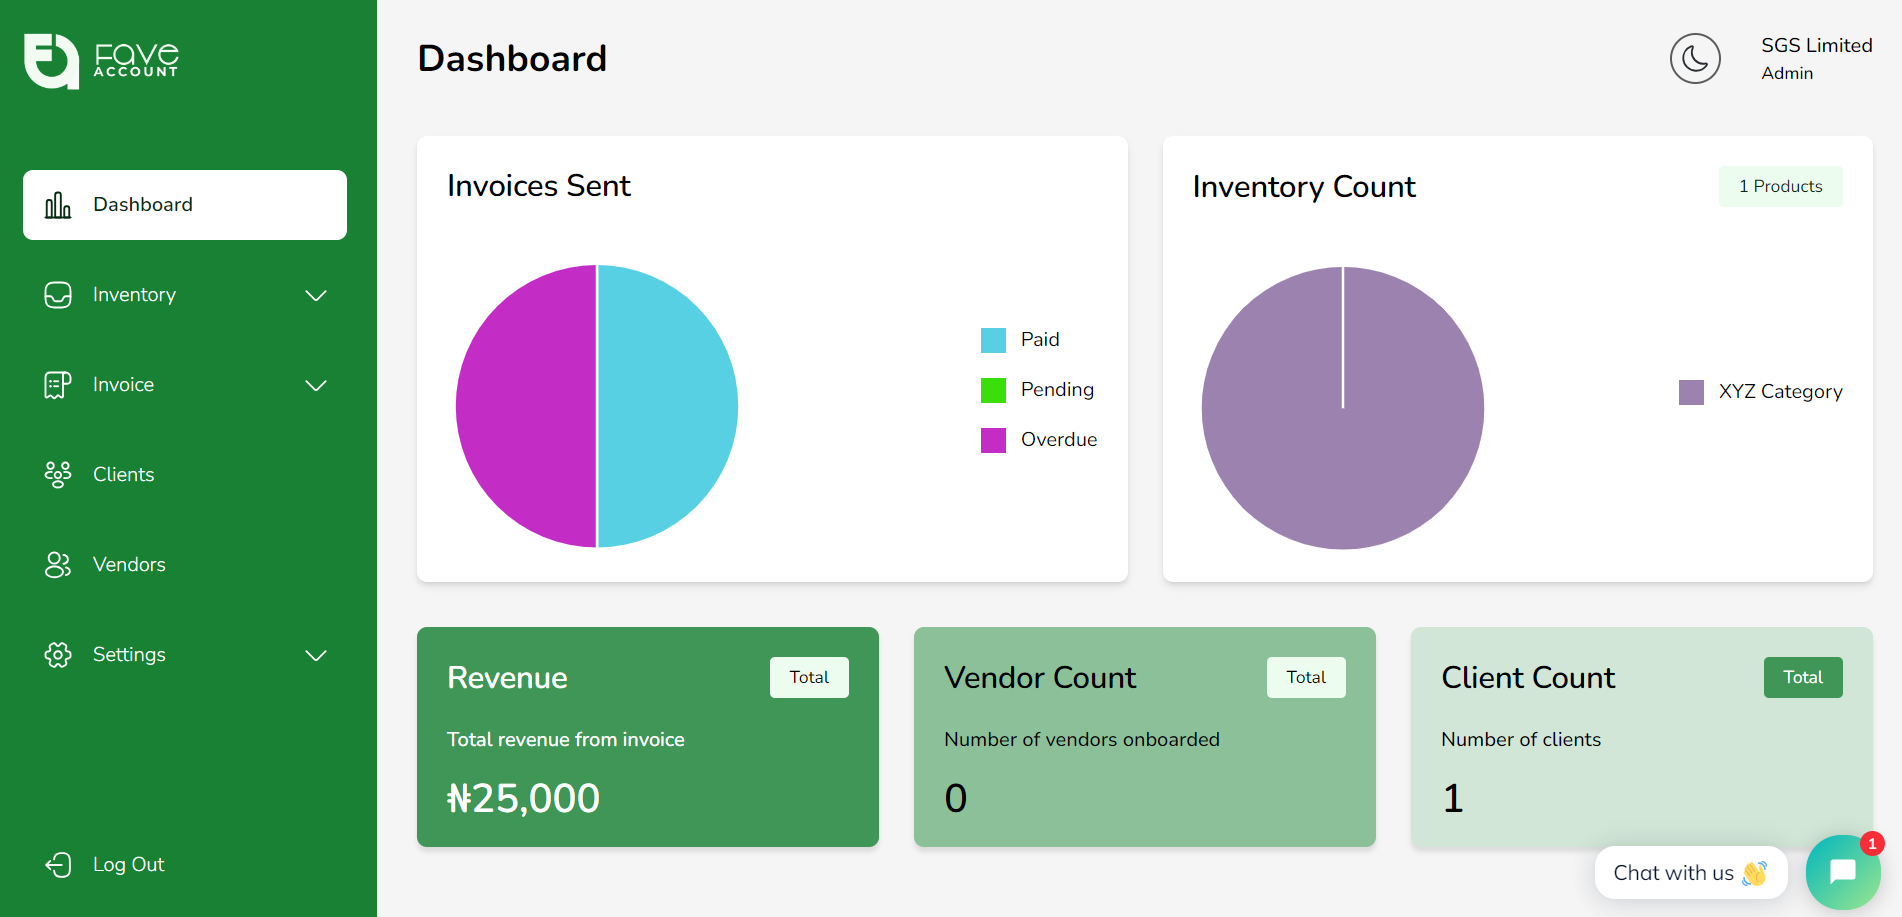 Fave
ACCOUNT
Dashboard
Inventory
Invoice
Clients
Vendors
Settings
Log Out
Dashboard
SGS Limited
Admin
Invoices Sent
Paid
Pending
Overdue
Inventory Count
1 Products
XYZ Category
Revenue
Total
Total revenue from invoice
₦25,000
Vendor Count
Total
Number of vendors onboarded
0
Client Count
Total
Number of clients
1
Chat with us 👋
1